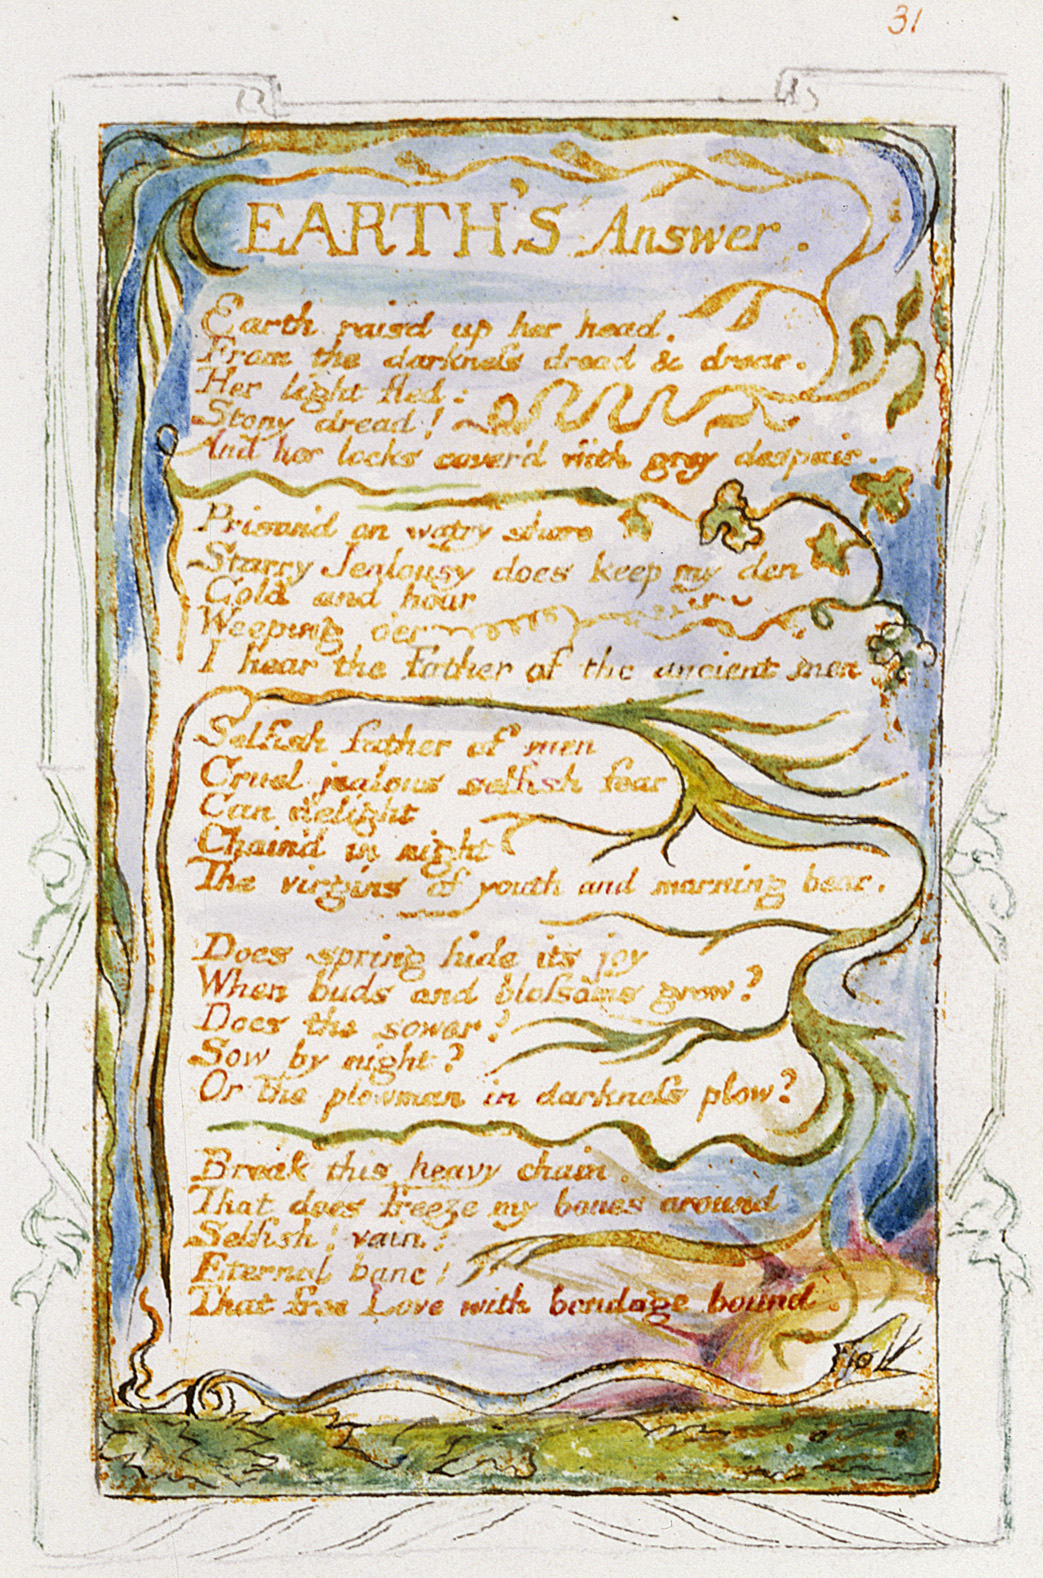 31
EARTH'S Answer.
Earth raisd up her head.
From the darkneſs dread & drear.
Her light fled:
Stony dread!
And her locks cover'd with grey despair.
Prison'd on watry shore
Starry Jealousy does keep my den
Cold and hoar
Weeping o'er
I hear the father of the ancient men
Selfish father of men
Cruel jealous selfish fear
Can delight
Chain'd in night
The virgins of youth and morning bear.
Does spring hide its joy
When buds and bloſsoms grow?
Does the sower?
Sow by night?
Or the plowman in darkneſs plow?
Break this heavy chain.
That does freeze my bones around
Selfish! vain!
Eternal bane!
That free Love with bondage bound.